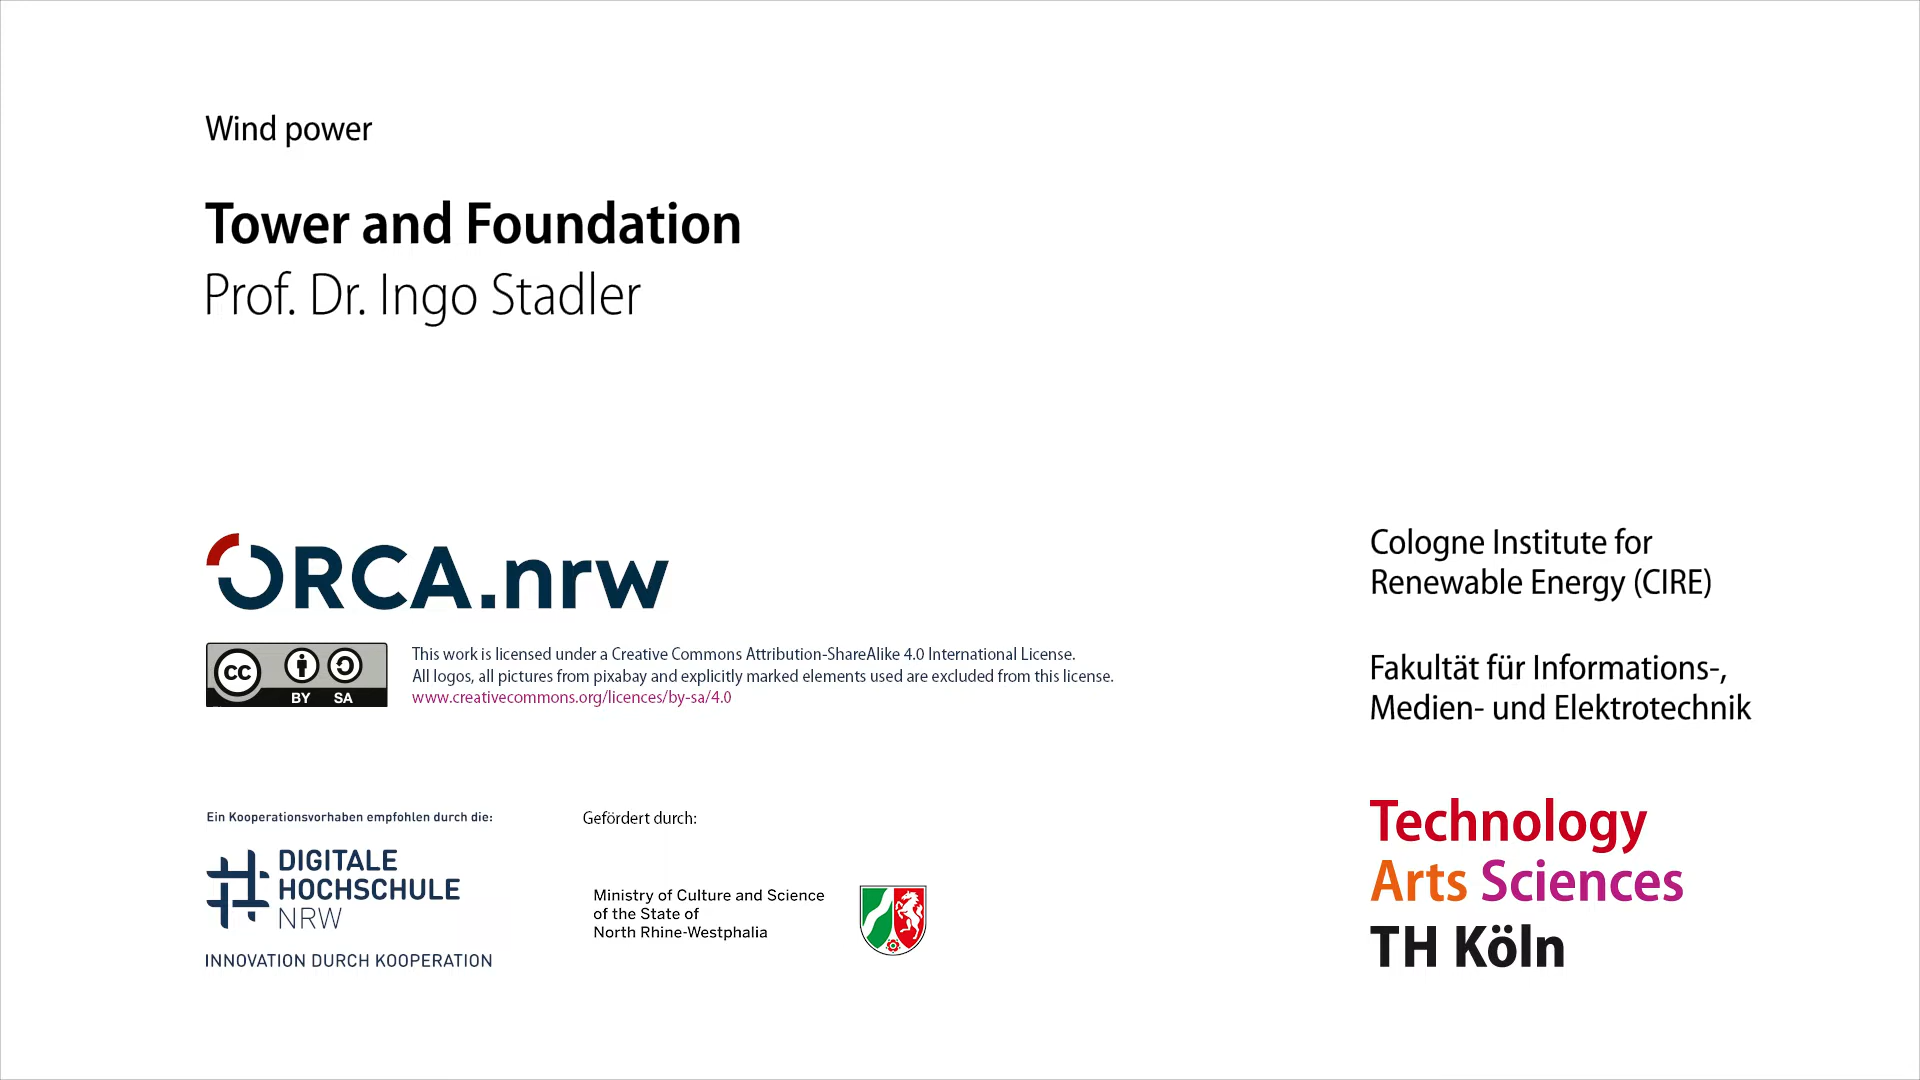 Wind power
Tower and Foundation
Prof. Dr. Ingo Stadler
ORCA.nrw
CC BY SA
This work is licensed under a Creative Commons Attribution-ShareAlike 4.0 International License.
All logos, all pictures from pixabay and explicitly marked elements used are excluded from this license.
www.creativecommons.org/licences/by-sa/4.0
Ein Kooperationsvorhaben empfohlen durch die:
DIGITALE
HOCHSCHULE
NRW
INNOVATION DURCH KOOPERATION
Gefördert durch:
Ministry of Culture and Science
of the State of
North Rhine-Westphalia
Cologne Institute for
Renewable Energy (CIRE)
Fakultät für Informations-,
Medien- und Elektrotechnik
Technology
Arts Sciences
TH Köln